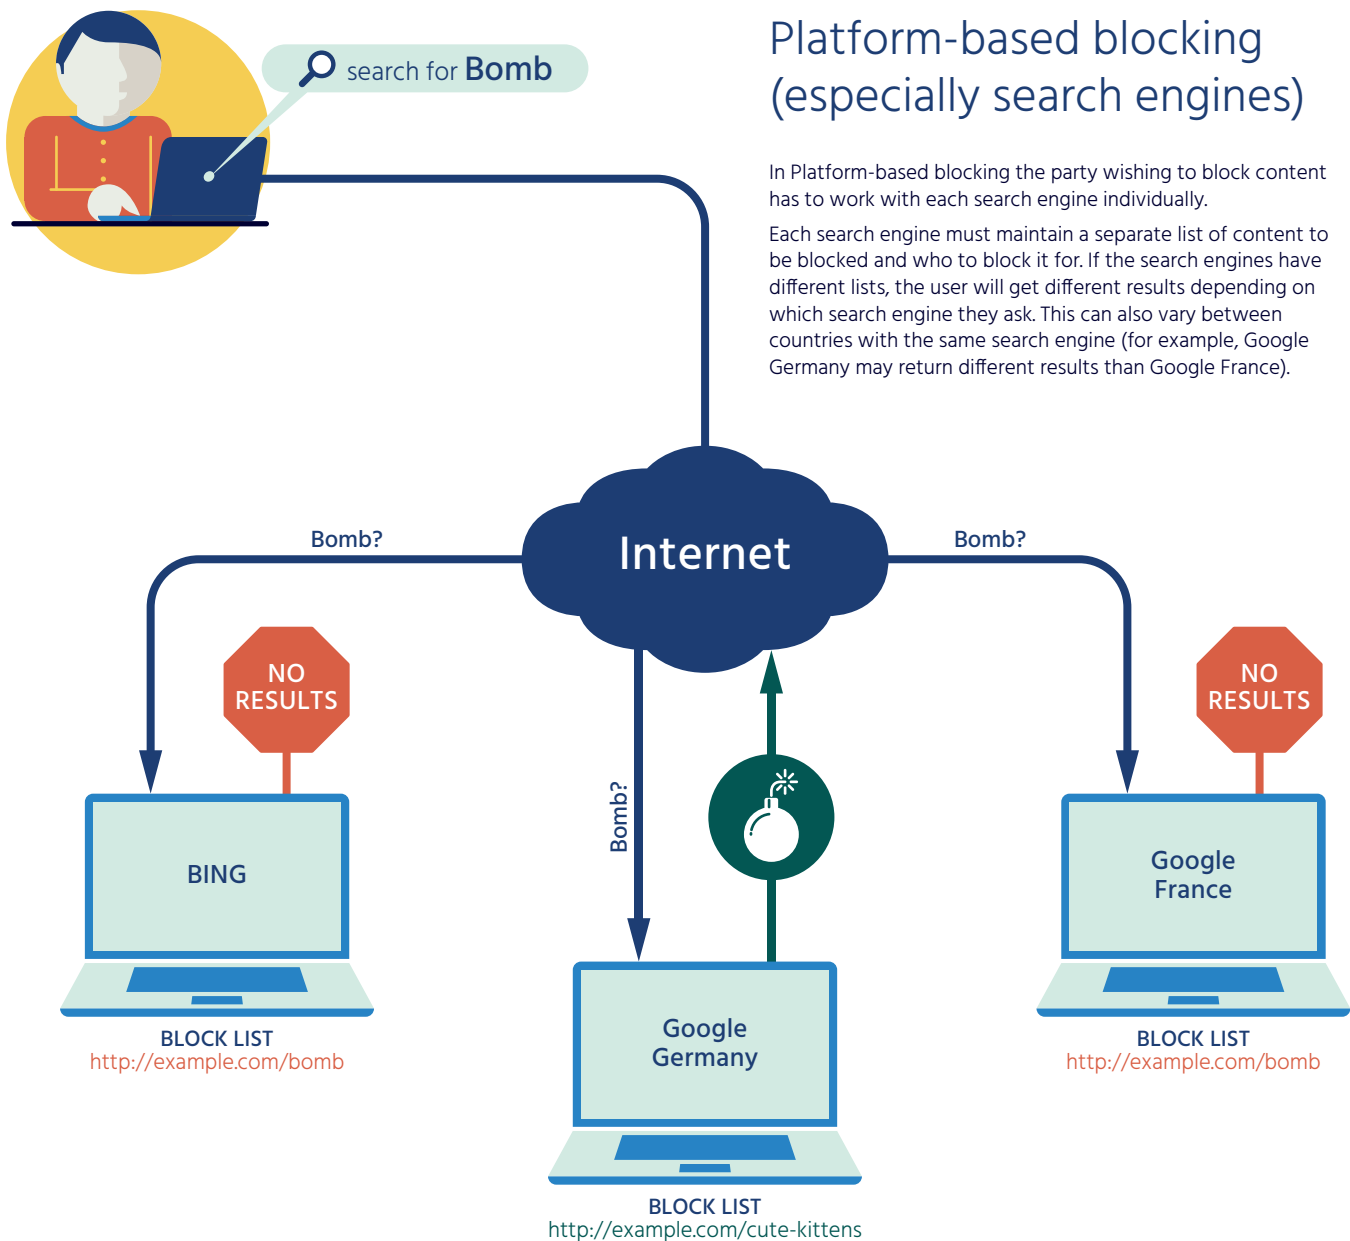 search for Bomb
Platform-based blocking
(especially search engines)
In Platform-based blocking the party wishing to block content
has to work with each search engine individually.
Each search engine must maintain a separate list of content to
be blocked and who to block it for. If the search engines have
different lists, the user will get different results depending on
which search engine they ask. This can also vary between
countries with the same search engine (for example, Google
Germany may return different results than Google France).
Internet
Bomb?
Bomb?
NO
RESULTS
NO
RESULTS
Bomb?
BING
Google
France
Google
Germany
BLOCK LIST
http://example.com/bomb
BLOCK LIST
http://example.com/bomb
BLOCK LIST
http://example.com/cute-kittens